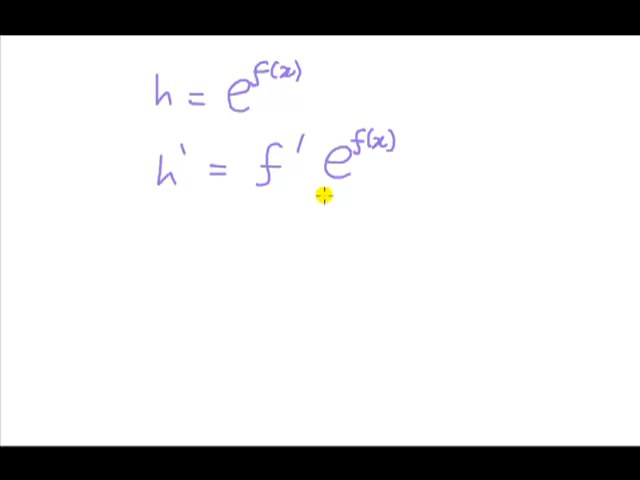 h = e^f(x)
h' = f' e^f(x)